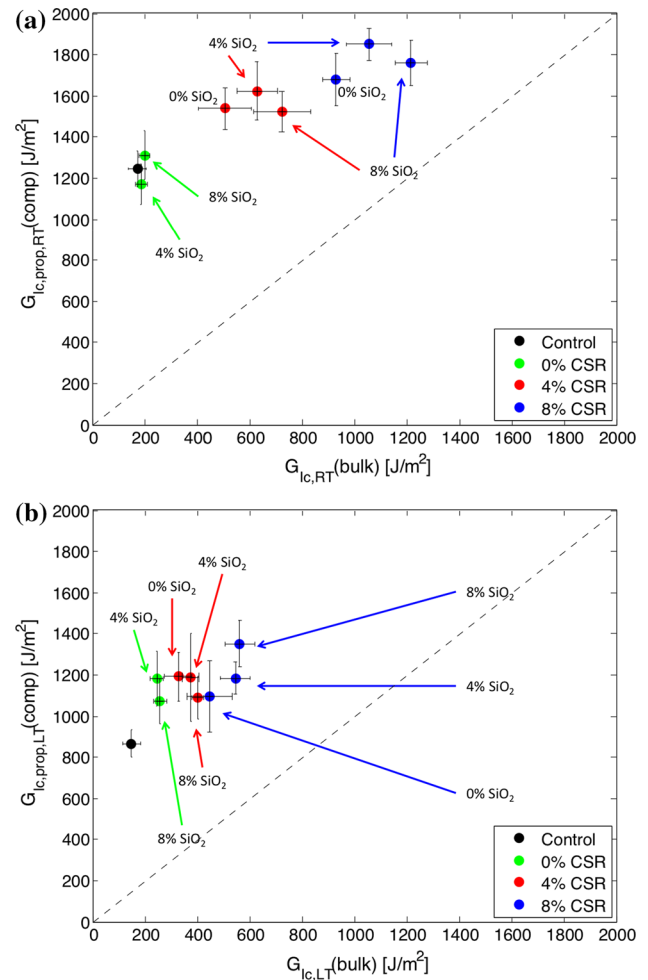 (a)
2000
1800
1600
1400
1200
1000
800
600
400
200
0
G_Ic,prop,RT(comp) [J/m²]
4% SiO₂
0% SiO₂
0% SiO₂
8% SiO₂
8% SiO₂
4% SiO₂
Control
0% CSR
4% CSR
8% CSR
0 200 400 600 800 1000 1200 1400 1600 1800 2000
G_Ic,RT(bulk) [J/m²]
(b)
2000
1800
1600
1400
1200
1000
800
600
400
200
0
G_Ic,prop,LT(comp) [J/m²]
4% SiO₂
0% SiO₂
4% SiO₂
8% SiO₂
4% SiO₂
8% SiO₂
0% SiO₂
8% SiO₂
Control
0% CSR
4% CSR
8% CSR
0 200 400 600 800 1000 1200 1400 1600 1800 2000
G_Ic,LT(bulk) [J/m²]